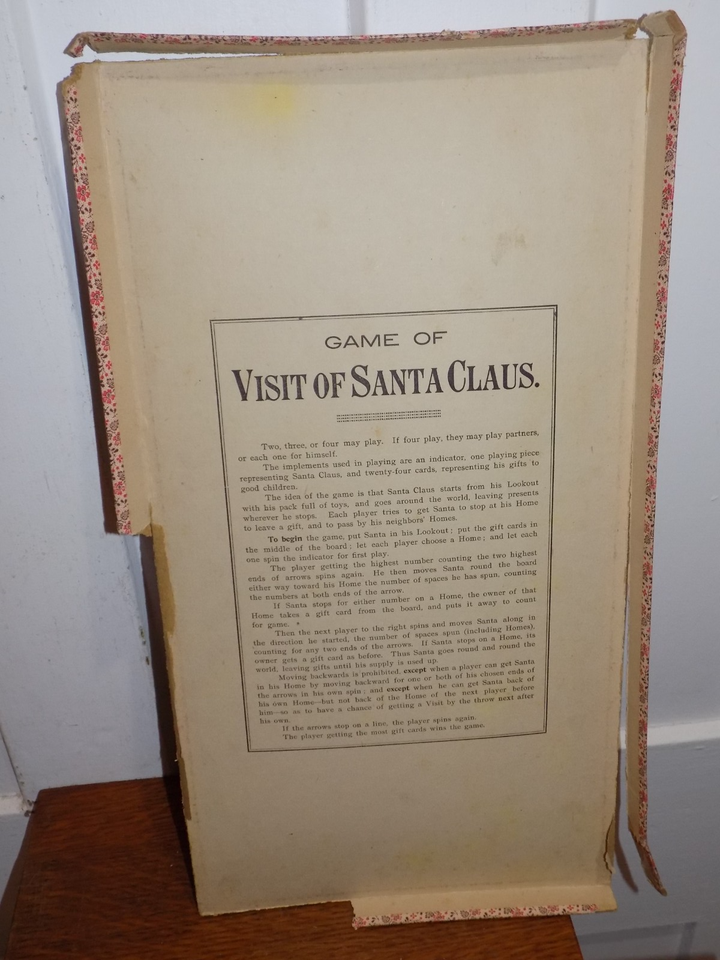 GAME OF
VISIT OF SANTA CLAUS.
Two, three, or four may play. If four play, they may play partners,
or each one for himself.
The implements used in playing are an indicator, one playing piece
representing Santa Claus, and twenty-four cards, representing his gifts to
good children.
The idea of the game is that Santa Claus starts from his Lookout
with his pack full of toys, and goes around the world, leaving presents
wherever he stops. Each player tries to get Santa to stop at his Home
to leave a gift, and to pass by his neighbors' Homes.
To begin the game, put Santa in his Lookout; put the gift cards in
the middle of the board; let each player choose a Home; and let each
one spin the indicator for first play.
The player getting the highest number counting the two highest
ends of arrows spins again. He then moves Santa round the board
either way toward his Home the number of spaces he has spun, counting
the numbers at both ends of the arrow.
If Santa stops for either number on a Home, the owner of that
Home takes a gift card from the board, and puts it away to count
for game.
Then the next player to the right spins and moves Santa along in
the direction he started, the number of spaces spun (including Homes),
counting for any two ends of the arrows. If Santa stops on a Home, its
owner gets a gift card as before. Thus Santa goes round and round the
world, leaving gifts until his supply is used up.
Moving backwards is prohibited, except when a player can get Santa
in his Home by moving backward for one or both of his chosen ends of
the arrows in his own spin; and except when he can get Santa back of
his own Home—but not back of the Home of the next player before
him—so as to have a chance of getting a Visit by the throw next after
his own.
If the arrows stop on a line, the player spins again.
The player getting the most gift cards wins the game.